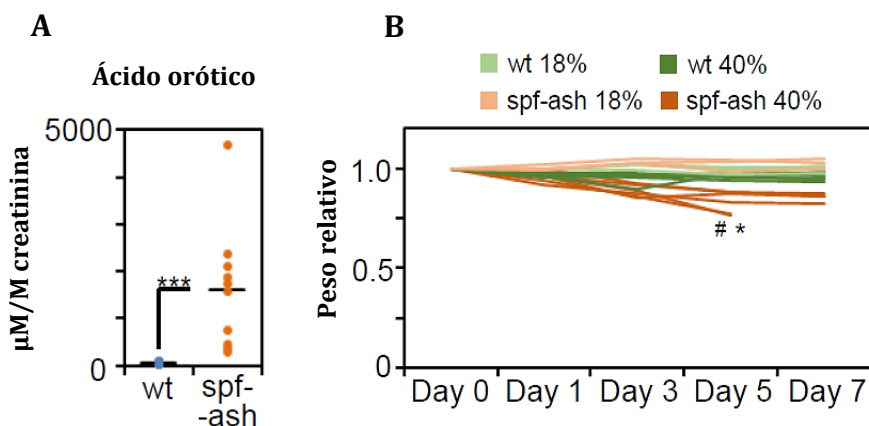 A
Ácido orótico
µM/M creatinina
5000
***
0
wt
spf-
-ash
B
wt 18%
wt 40%
spf-ash 18%
spf-ash 40%
Peso relativo
1.0
0.5
0
# *
Day 0
Day 1
Day 3
Day 5
Day 7